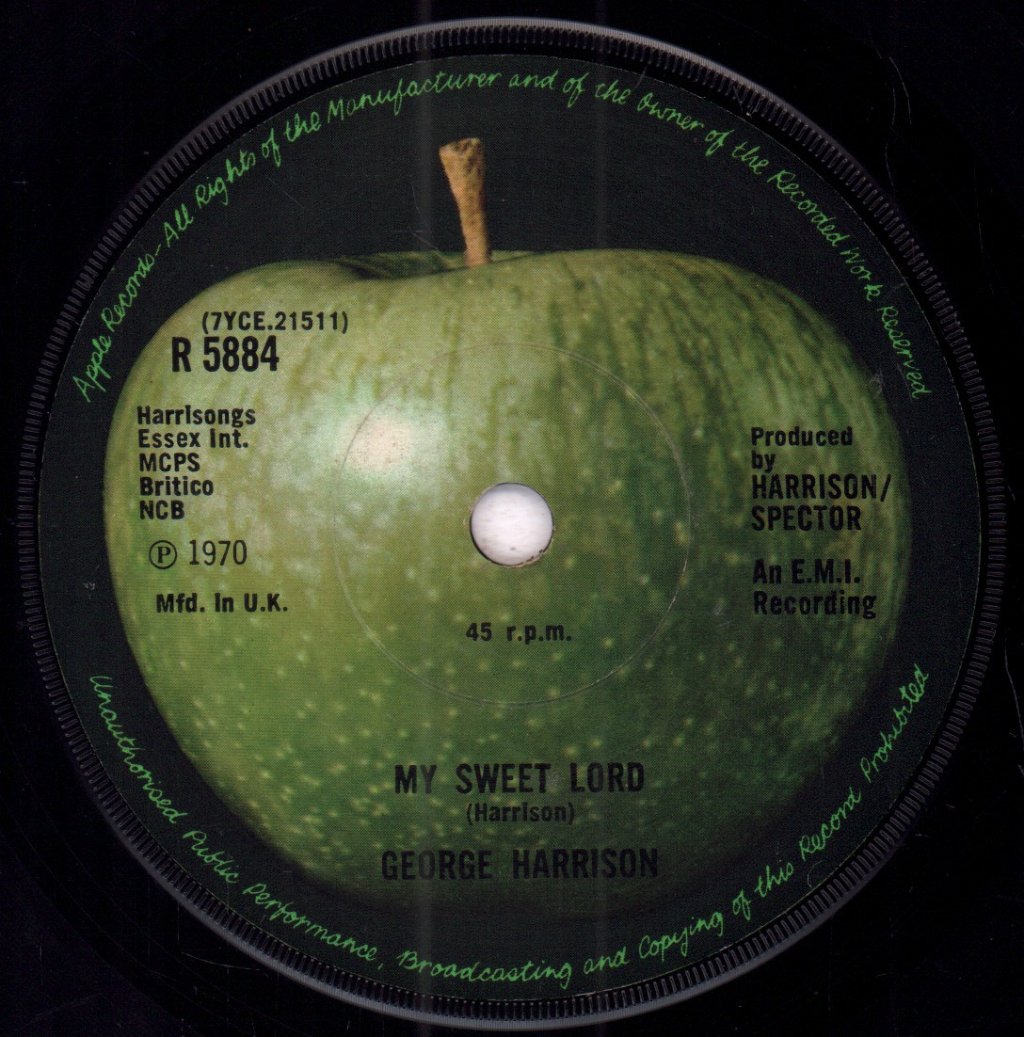 Apple Records-All Rights of the Manufacturer and of the Owner of the Recorded Work Reserved
(7YCE.21511)
R 5884
Harrisongs
Essex Int.
MCPS
Britico
NCB
℗ 1970
Mfd. In U.K.
Produced
by
HARRISON/
SPECTOR
An E.M.I.
Recording
45 r.p.m.
MY SWEET LORD
(Harrison)
GEORGE HARRISON
Unauthorised Public Performance, Broadcasting and Copying of this Record Prohibited